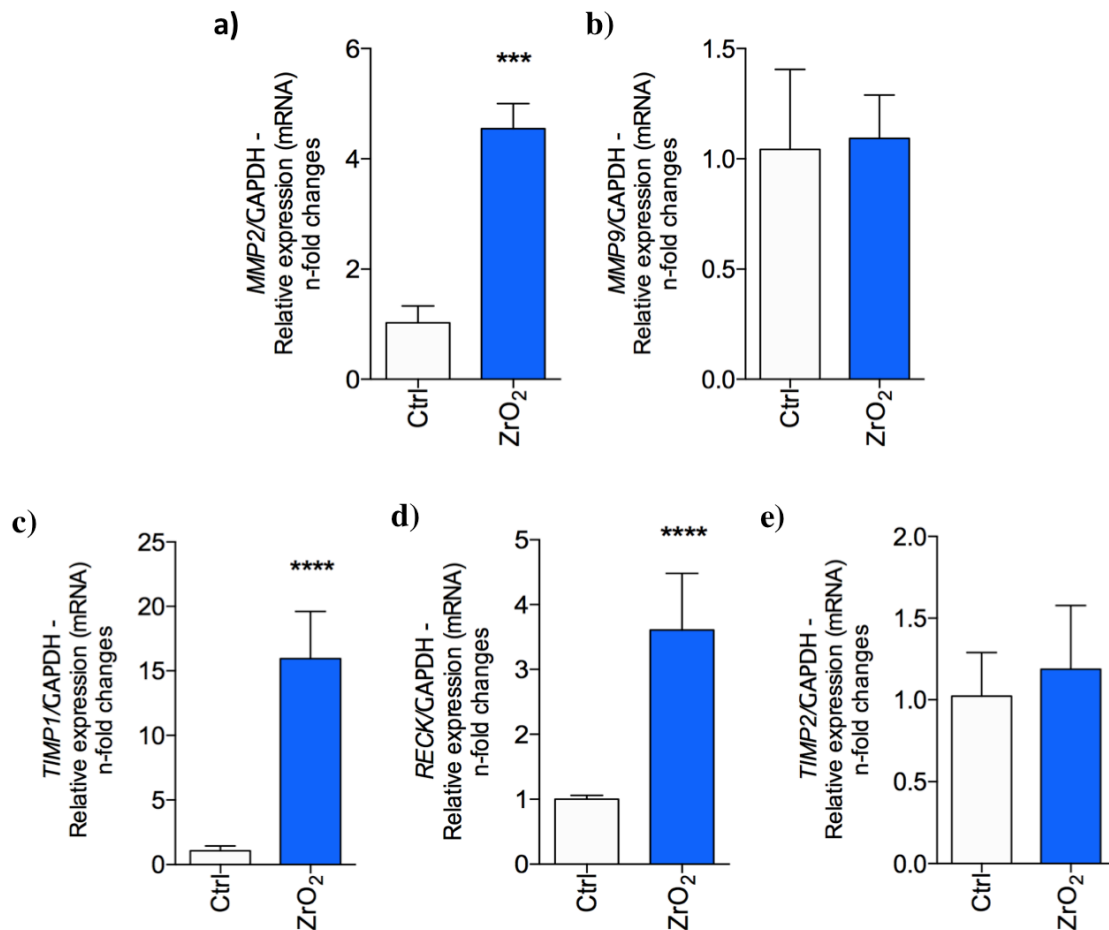 a)
MMP2/GAPDH -
Relative expression (mRNA)
n-fold changes
6
4
2
0
***
Ctrl
ZrO₂
b)
MMP9/GAPDH -
Relative expression (mRNA)
n-fold changes
1.5
1.0
0.5
0.0
Ctrl
ZrO₂
c)
TIMP1/GAPDH -
Relative expression (mRNA)
n-fold changes
25
20
15
10
5
0
****
Ctrl
ZrO₂
d)
RECK/GAPDH -
Relative expression (mRNA)
n-fold changes
5
4
3
2
1
0
****
Ctrl
ZrO₂
e)
TIMP2/GAPDH -
Relative expression (mRNA)
n-fold changes
2.0
1.5
1.0
0.5
0.0
Ctrl
ZrO₂